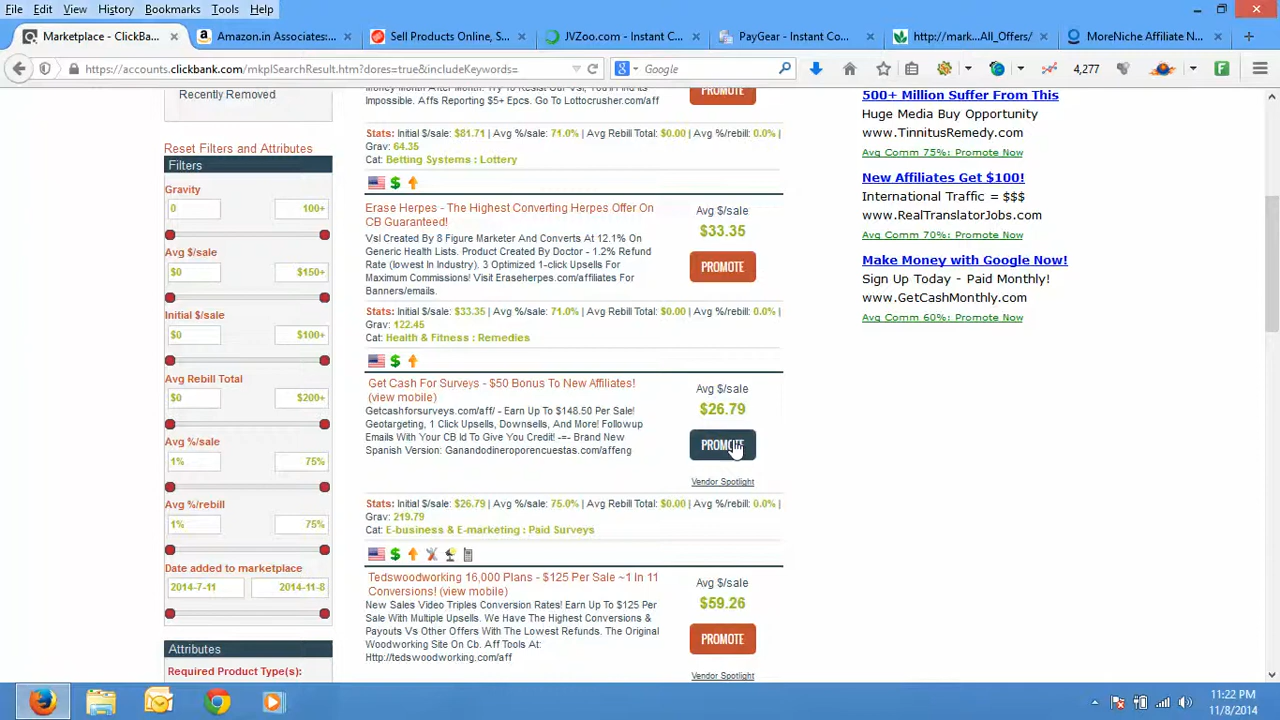 File Edit View History Bookmarks Tools Help
Marketplace - ClickBa... × Amazon.in Associates:... × Sell Products Online, S... × JVZoo.com - Instant C... × PayGear - Instant Co... × http://mark...All_Offers/ × MoreNiche Affiliate N... × +
https://accounts.clickbank.com/mkplSearchResult.htm?dores=true&includeKeywords= Google 4,277
Recently Removed
Reset Filters and Attributes
Filters
Gravity
0 100+
Avg $/sale
$0 $150+
Initial $/sale
$0 $100+
Avg Rebill Total
$0 $200+
Avg %/sale
1% 75%
Avg %/rebill
1% 75%
Date added to marketplace
2014-7-11 2014-11-8
Attributes
Required Product Type(s):
Impossible. Affs Reporting $5+ Epcs. Go To Lottocrusher.com/aff
PROMOTE
Stats: Initial $/sale: $81.71 | Avg %/sale: 71.0% | Avg Rebill Total: $0.00 | Avg %/rebill: 0.0% |
Grav: 64.35
Cat: Betting Systems : Lottery
Erase Herpes - The Highest Converting Herpes Offer On
CB Guaranteed!
Vsl Created By 8 Figure Marketer And Converts At 12.1% On
Generic Health Lists. Product Created By Doctor - 1.2% Refund
Rate (lowest In Industry). 3 Optimized 1-click Upsells For
Maximum Commissions! Visit Eraseherpes.com/affiliates For
Banners/emails.
Avg $/sale
$33.35
PROMOTE
Stats: Initial $/sale: $33.35 | Avg %/sale: 71.0% | Avg Rebill Total: $0.00 | Avg %/rebill: 0.0% |
Grav: 122.45
Cat: Health & Fitness : Remedies
Get Cash For Surveys - $50 Bonus To New Affiliates!
(view mobile)
Getcashforsurveys.com/aff/ - Earn Up To $148.50 Per Sale!
Geotargeting, 1 Click Upsells, Downsells, And More! Followup
Emails With Your CB Id To Give You Credit! -=- Brand New
Spanish Version: Ganandodineroporencuestas.com/affeng
Avg $/sale
$26.79
PROMOTE
Vendor Spotlight
Stats: Initial $/sale: $26.79 | Avg %/sale: 75.0% | Avg Rebill Total: $0.00 | Avg %/rebill: 0.0% |
Grav: 219.79
Cat: E-business & E-marketing : Paid Surveys
Tedswoodworking 16,000 Plans - $125 Per Sale ~1 In 11
Conversions! (view mobile)
New Sales Video Triples Conversion Rates! Earn Up To $125 Per
Sale With Multiple Upsells. We Have The Highest Conversions &
Payouts Vs Other Offers With The Lowest Refunds. The Original
Woodworking Site On Cb. Aff Tools At:
Http://tedswoodworking.com/aff
Avg $/sale
$59.26
PROMOTE
Vendor Spotlight
500+ Million Suffer From This
Huge Media Buy Opportunity
www.TinnitusRemedy.com
Avg Comm 75%: Promote Now
New Affiliates Get $100!
International Traffic = $$$
www.RealTranslatorJobs.com
Avg Comm 70%: Promote Now
Make Money with Google Now!
Sign Up Today - Paid Monthly!
www.GetCashMonthly.com
Avg Comm 60%: Promote Now
11:22 PM
11/8/2014